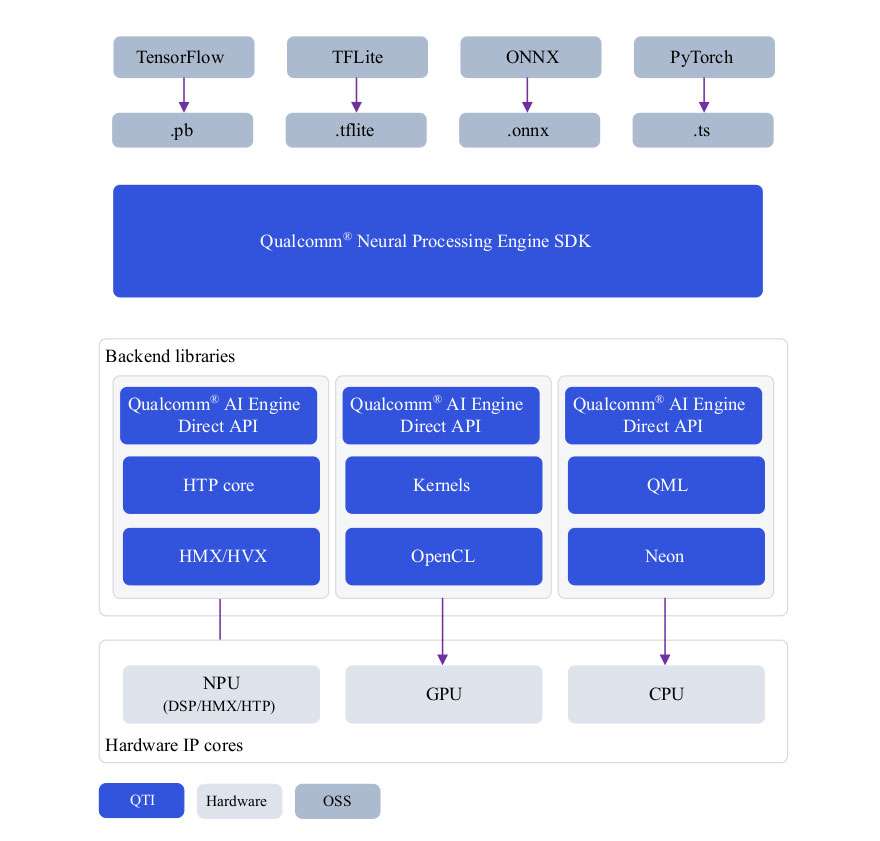 TensorFlow
TFLite
ONNX
PyTorch
.pb
.tflite
.onnx
.ts
Qualcomm® Neural Processing Engine SDK
Backend libraries
Qualcomm® AI Engine
Direct API
Qualcomm® AI Engine
Direct API
Qualcomm® AI Engine
Direct API
HTP core
Kernels
QML
HMX/HVX
OpenCL
Neon
NPU
(DSP/HMX/HTP)
GPU
CPU
Hardware IP cores
QTI
Hardware
OSS